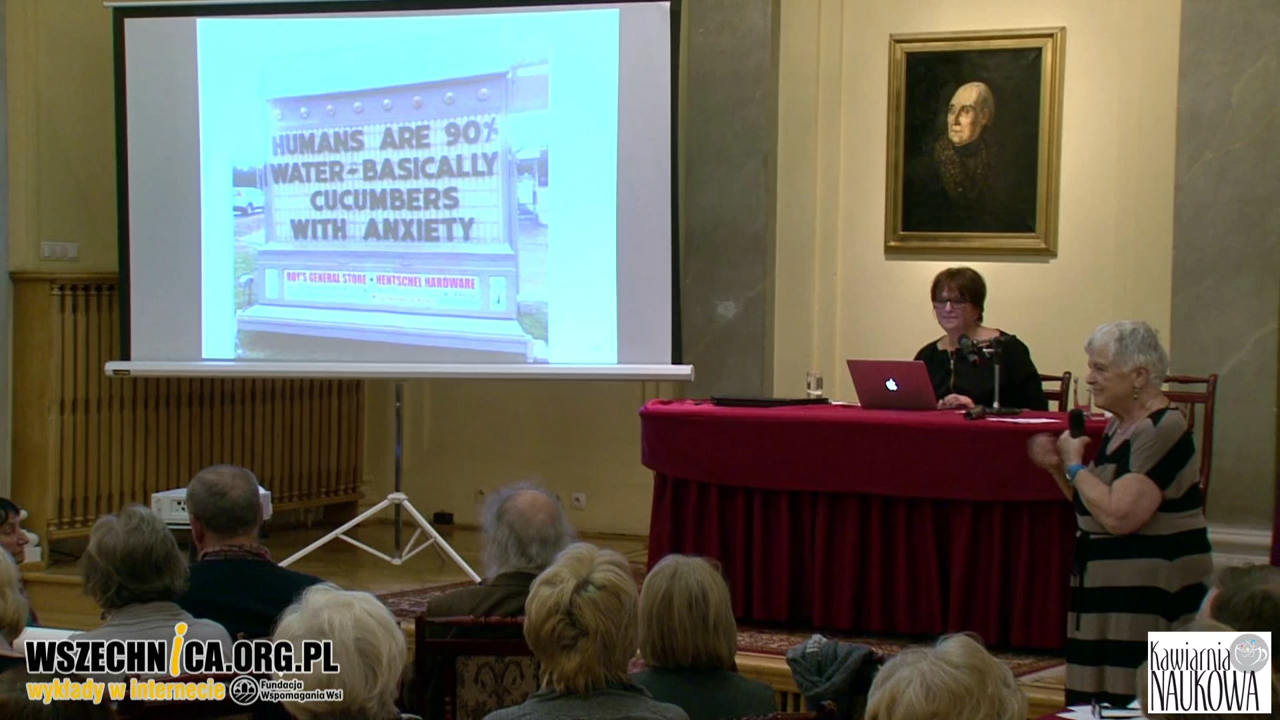 HUMANS ARE 90%
WATER-BASICALLY
CUCUMBERS
WITH ANXIETY
ROY'S GENERAL STORE • HENTSCHEL HARDWARE
WSZECHNiCA.ORG.PL
wykłady w internecie
Fundacja
Wspomagania Wsi
Kawiarnia
NAUKOWA